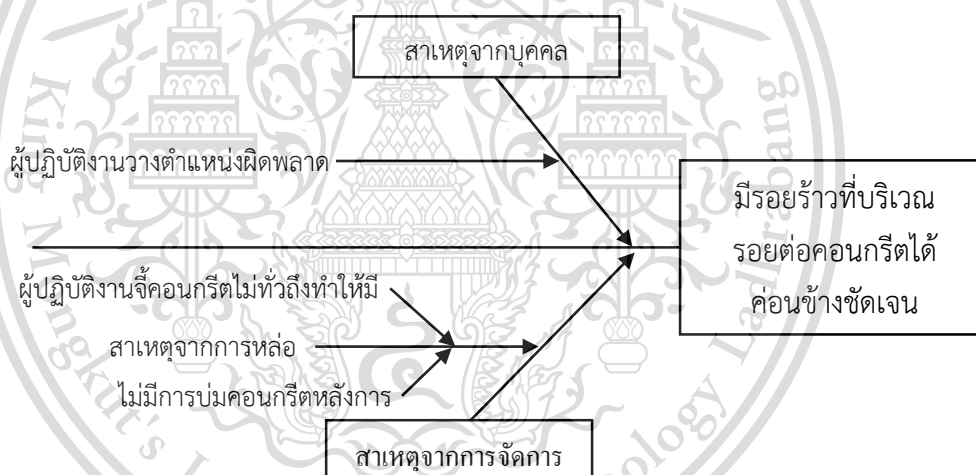 สาเหตุจากบุคคล
ผู้ปฏิบัติงานวางตำแหน่งผิดพลาด
มีรอยร้าวที่บริเวณ
รอยต่อคอนกรีตได้
ค่อนข้างชัดเจน
ผู้ปฏิบัติงานจี้คอนกรีตไม่ทั่วถึงทำให้มี
สาเหตุจากการหล่อ
ไม่มีการบ่มคอนกรีตหลังการ
สาเหตุจากการจัดการ